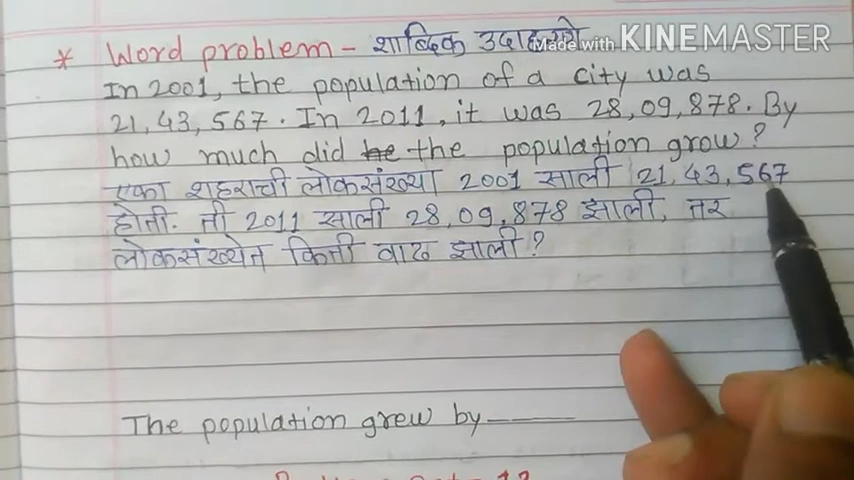 * Word problem - शाब्दिक उदाहरणे
Made with KINEMASTER
In 2001, the population of a city was
21,43,567. In 2011, it was 28,09,878. By
how much did he the population grow?
एका शहराची लोकसंख्या 2001 साली 21,43,567
होती. ती 2011 साली 28,09,878 झाली, तर
लोकसंख्येत किती वाढ झाली?
The population grew by